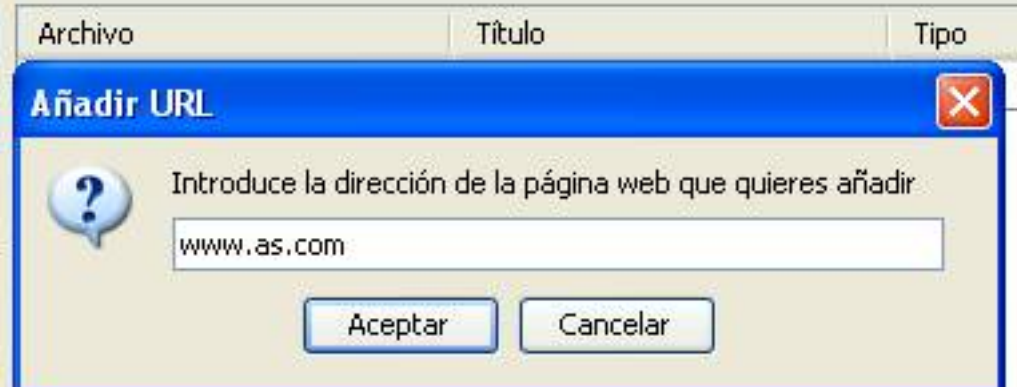 Archivo Título Tipo
Añadir URL
Introduce la dirección de la página web que quieres añadir
www.as.com
Aceptar Cancelar